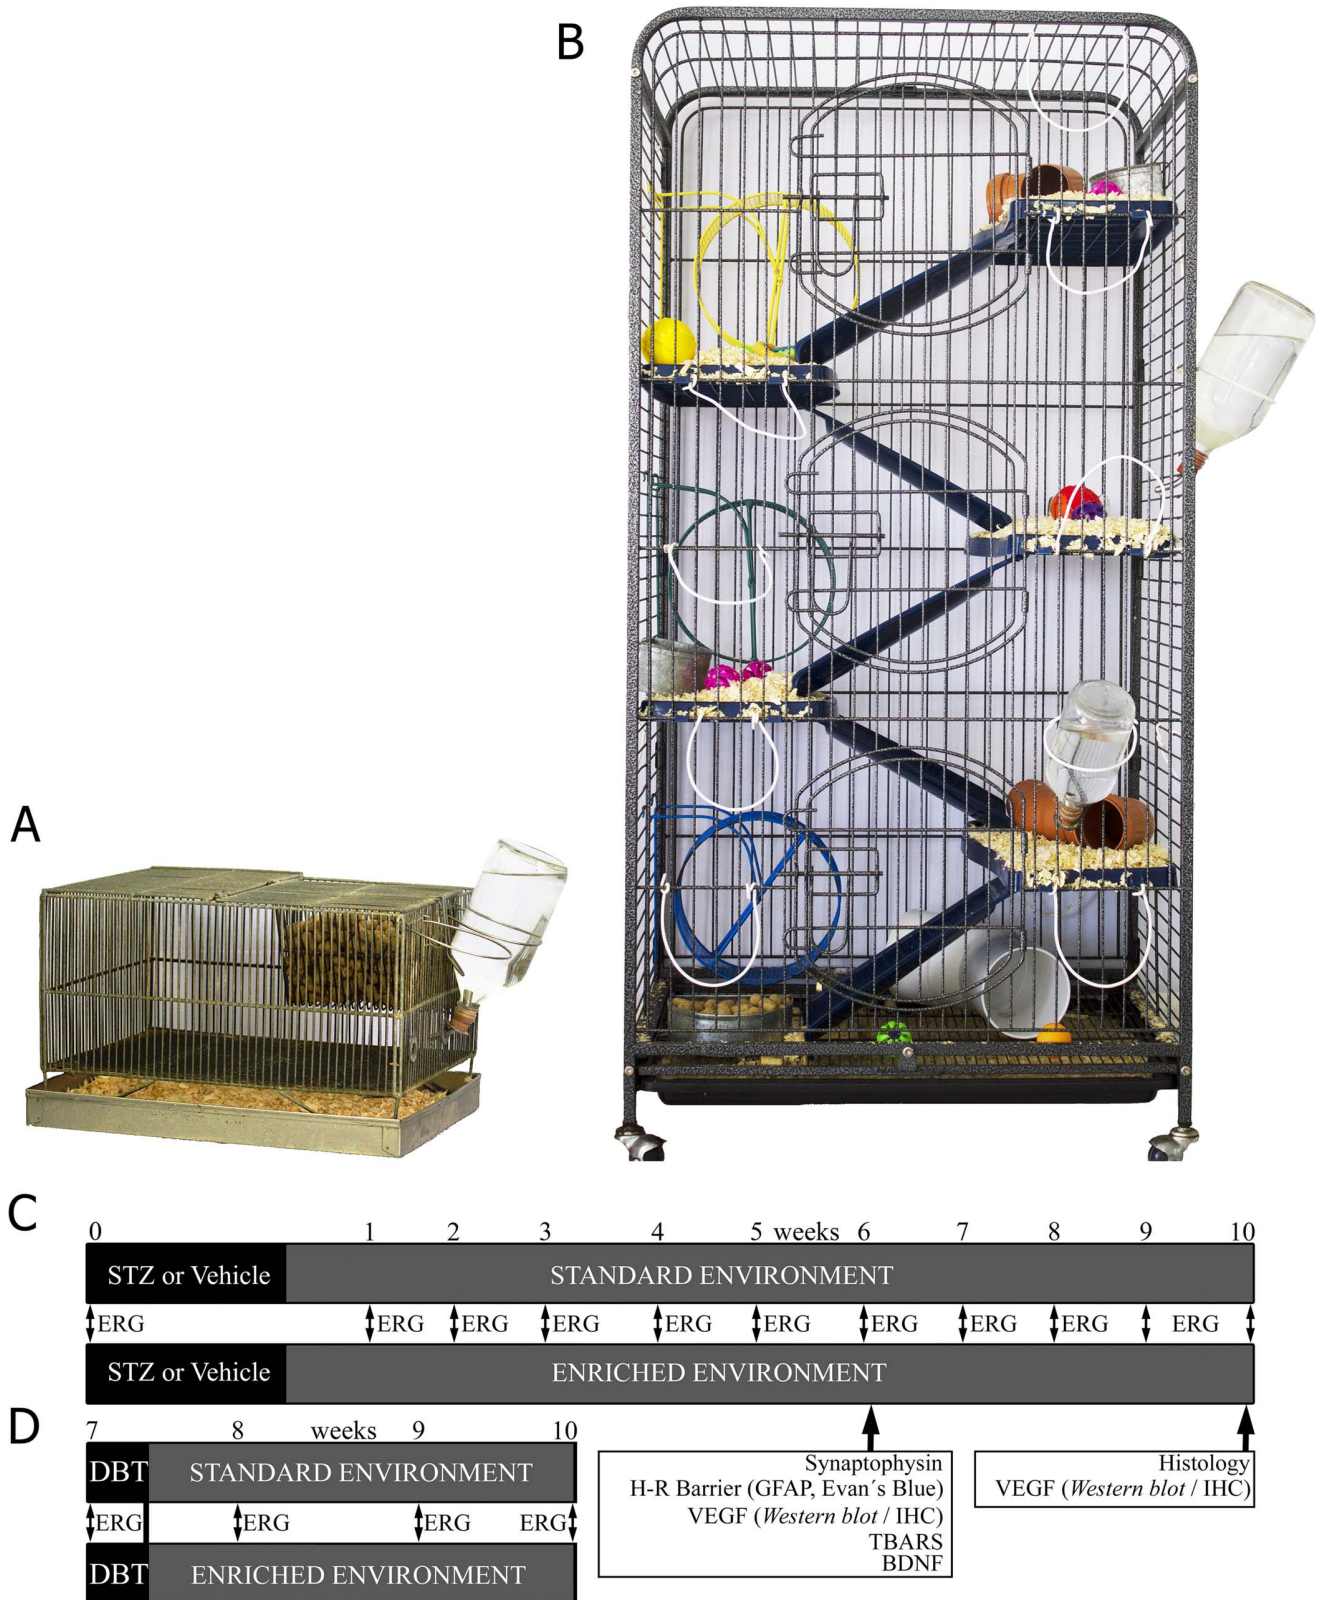 B
A
C
0 1 2 3 4 5 weeks 6 7 8 9 10
STZ or Vehicle STANDARD ENVIRONMENT
ERG ERG ERG ERG ERG ERG ERG ERG ERG ERG
STZ or Vehicle ENRICHED ENVIRONMENT
D
7 8 weeks 9 10
DBT STANDARD ENVIRONMENT
ERG ERG ERG ERG
DBT ENRICHED ENVIRONMENT
Synaptophysin
H-R Barrier (GFAP, Evan´s Blue)
VEGF (Western blot / IHC)
TBARS
BDNF
Histology
VEGF (Western blot / IHC)